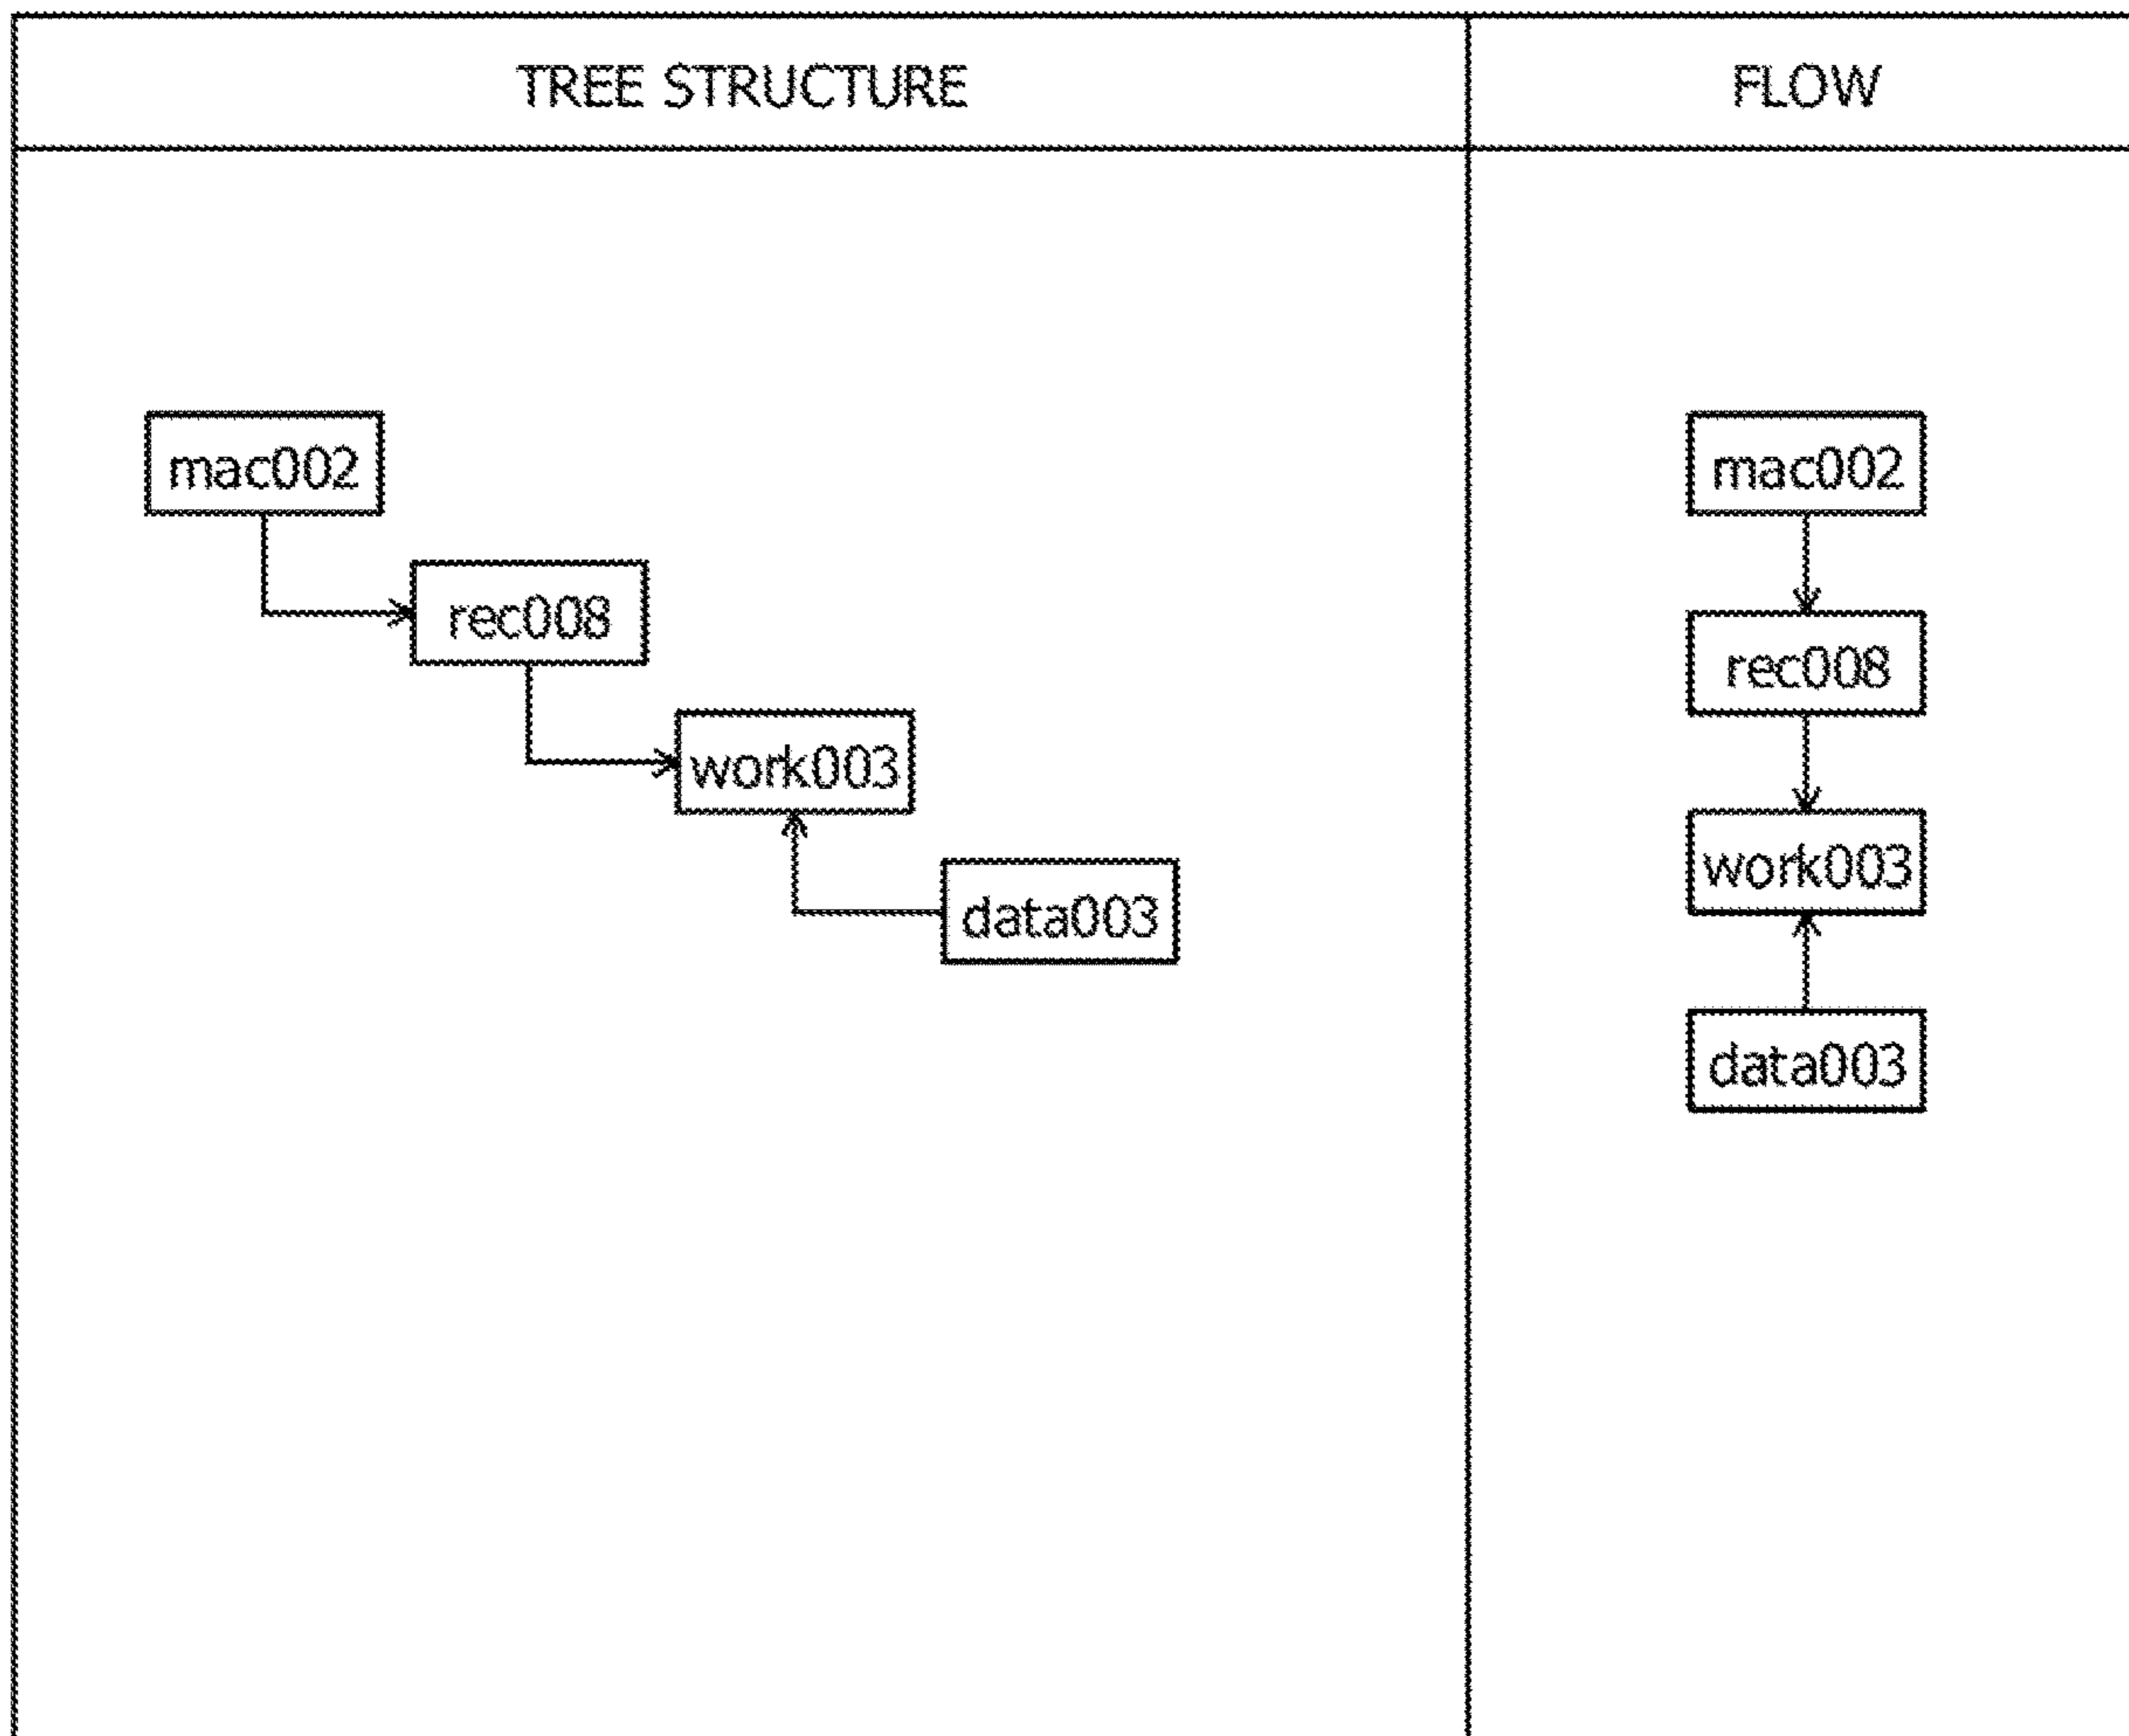 TREE STRUCTURE
FLOW
mac002
rec008
work003
data003
mac002
rec008
work003
data003